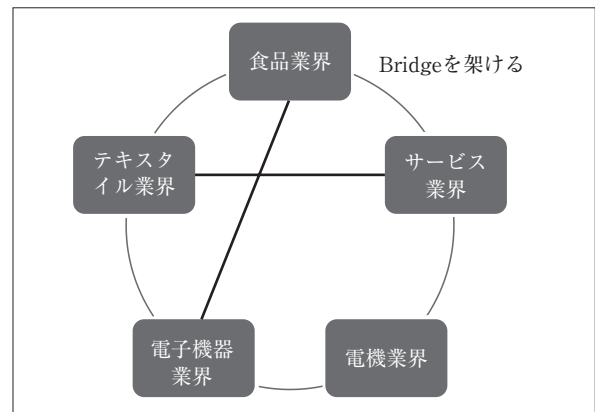 食品業界
Bridgeを架ける
テキスタ
イル業界
サービス
業界
電子機器
業界
電機業界